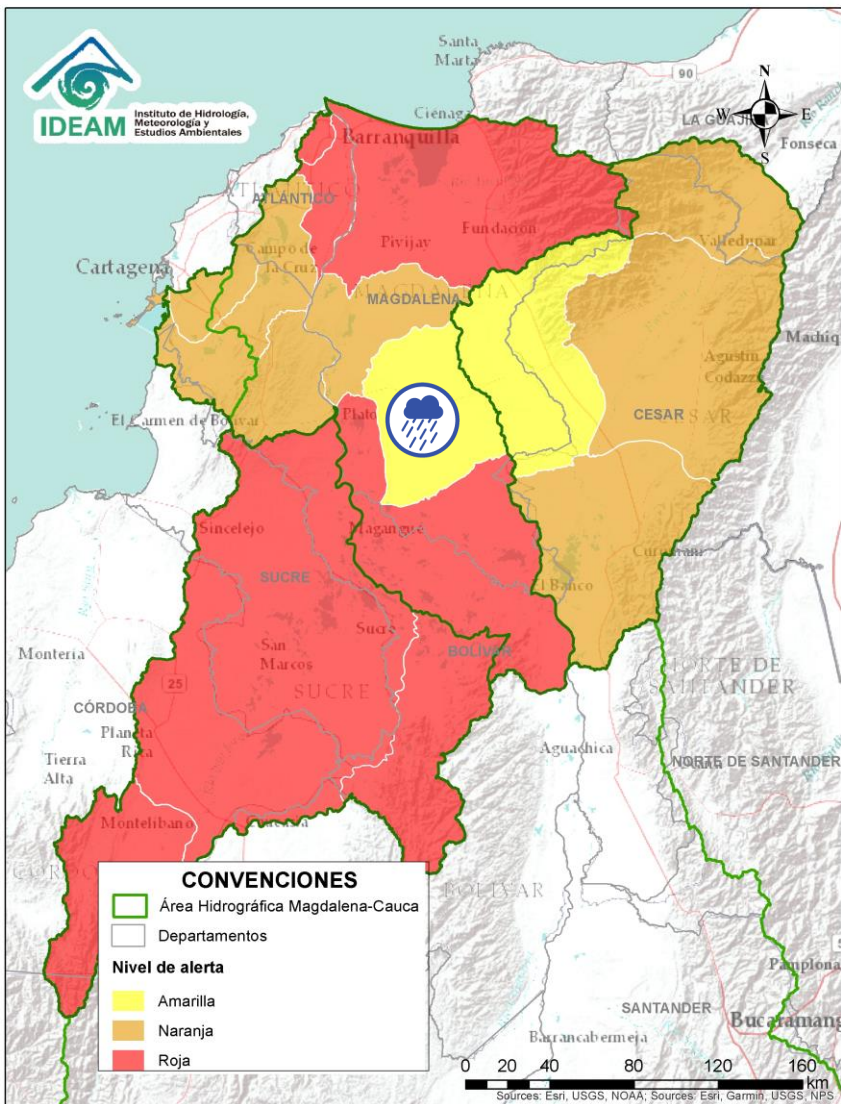 IDEAM
Instituto de Hidrología,
Meteorología y
Estudios Ambientales
Santa
Marta
90
N
W
E
S
LA GUAJI
Ciénaga
Fonseca
Barranquilla
ATLÁNTICO
Fundación
Pivijay
Valledupar
Campo de
la Cruz
Cartagena
MAGDALENA
Machiq
Agustín
Codazzi
El Carmen de Bolívar
Plato
CESAR
Sincelejo
Magangué
Curumaní
SUCRE
El Banco
Sucre
Montería
San
Marcos
BOLÍVAR
NORTE DE
SANTANDER
25
SUCRE
CÓRDOBA
Planeta
Rica
Tierra
Alta
Aguachica
NORTE DE SANTANDER
Montelíbano
Caucasia
BOLÍVAR
CONVENCIONES
Área Hidrográfica Magdalena-Cauca
Departamentos
Nivel de alerta
Amarilla
Naranja
Roja
Pamplona
SANTANDER
Bucaramang
Barrancabermeja
0 20 40 80 120 160
km
Sources: Esri, USGS, NOAA; Sources: Esri, Garmin, USGS, NPS